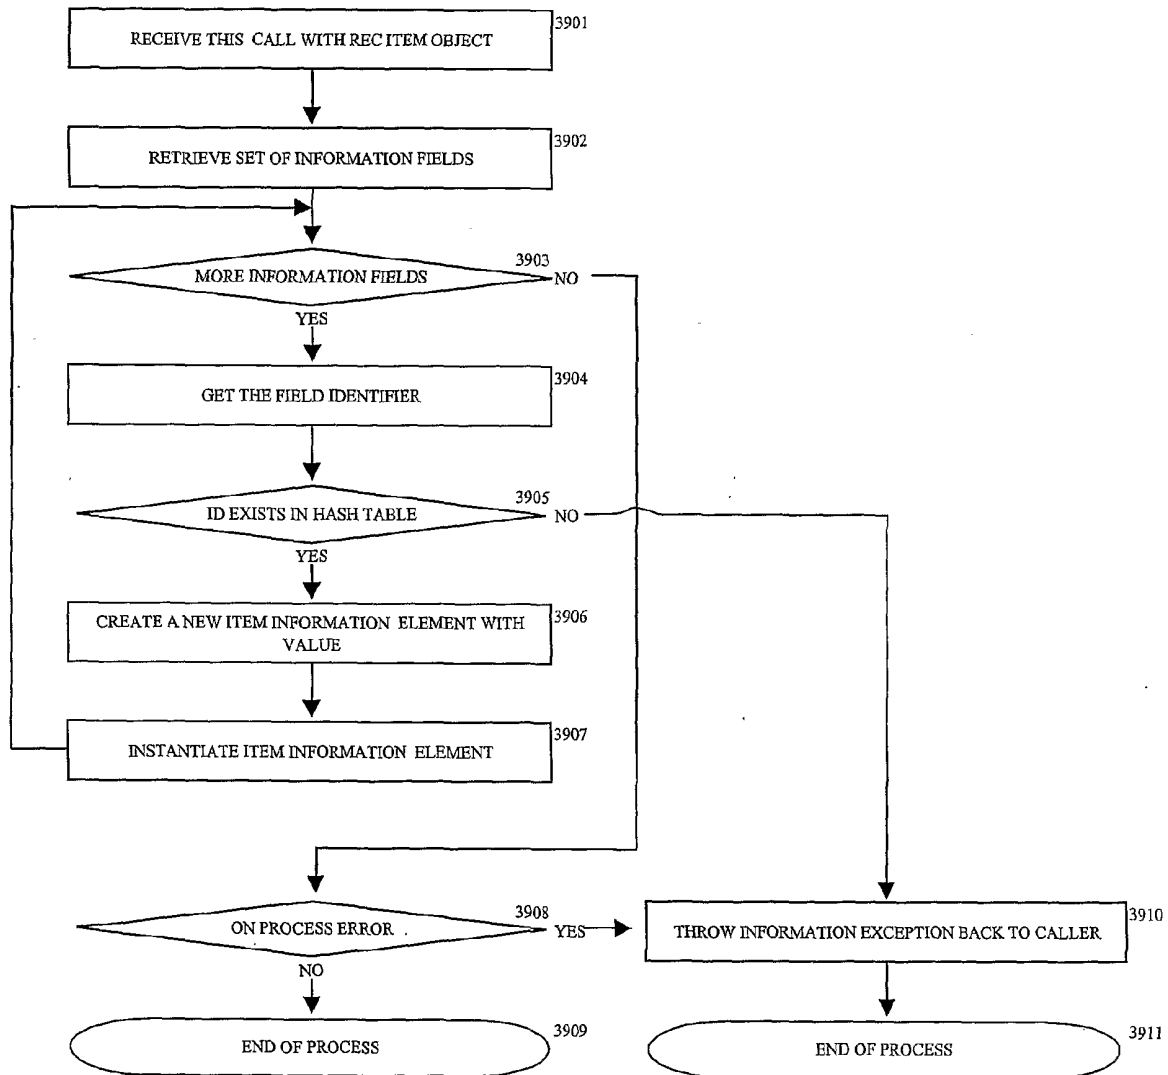 3901
RECEIVE THIS CALL WITH REC ITEM OBJECT
3902
RETRIEVE SET OF INFORMATION FIELDS
3903
MORE INFORMATION FIELDS
NO
YES
3904
GET THE FIELD IDENTIFIER
3905
ID EXISTS IN HASH TABLE
NO
YES
3906
CREATE A NEW ITEM INFORMATION ELEMENT WITH
VALUE
3907
INSTANTIATE ITEM INFORMATION ELEMENT
3908
ON PROCESS ERROR
YES
NO
3910
THROW INFORMATION EXCEPTION BACK TO CALLER
3909
END OF PROCESS
3911
END OF PROCESS